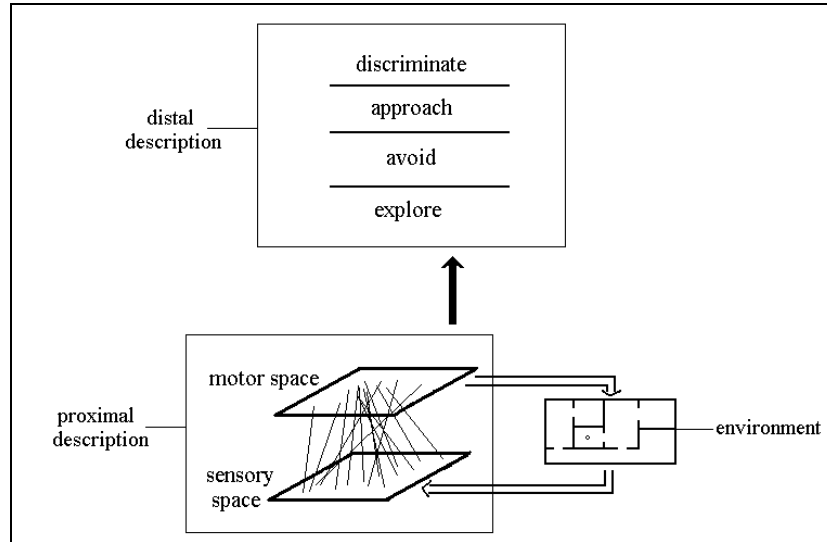 discriminate
approach
avoid
explore
distal
description
motor space
proximal
description
sensory
space
environment